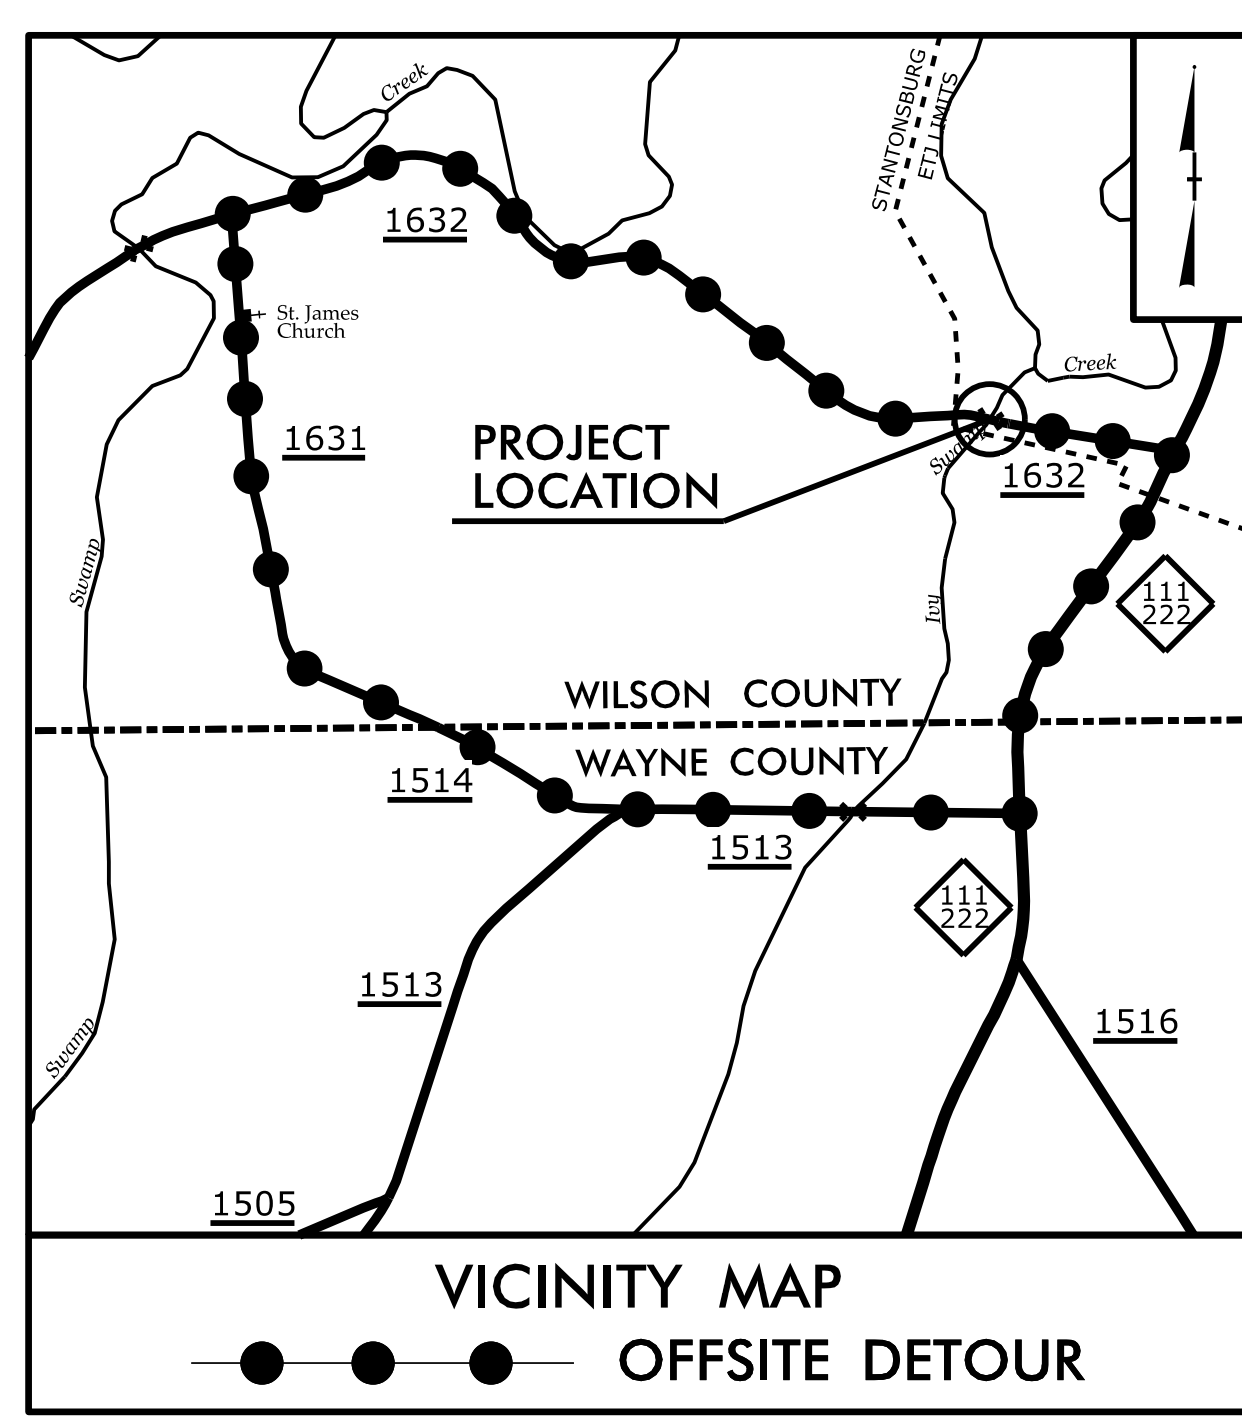 Creek
STANTONSBURG
ETJ LIMITS
1632
St. James
Church
Creek
1631
PROJECT
LOCATION
Swamp
1632
Swamp
111
222
Ivy
WILSON COUNTY
WAYNE COUNTY
1514
1513
111
222
1513
1516
Swamp
1505
VICINITY MAP
OFFSITE DETOUR